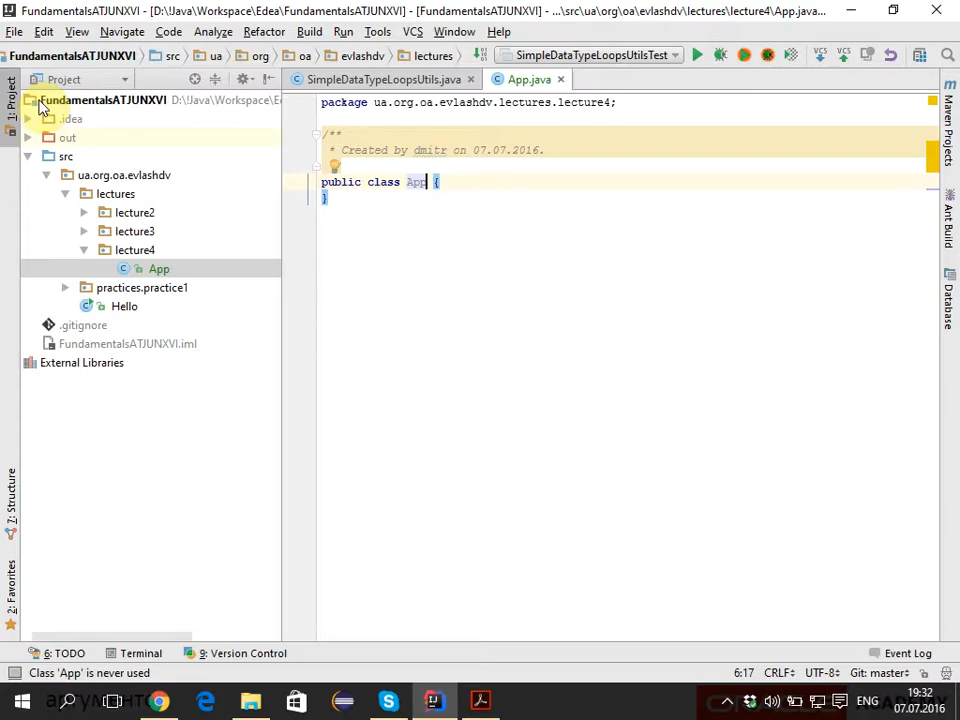 FundamentalsATJUNXVI - [D:\Java\Workspace\Edea\FundamentalsATJUNXVI] - [FundamentalsATJUNXVI] - ...\src\ua\org\oa\evlashdv\lectures\lecture4\App.java...
File Edit View Navigate Code Analyze Refactor Build Run Tools VCS Window Help
FundamentalsATJUNXVI src ua org oa evlashdv lectures SimpleDataTypeLoopsUtilsTest VCS VCS
Project SimpleDataTypeLoopsUtils.java App.java
FundamentalsATJUNXVI D:\Java\Workspace\E
.idea
out
src
ua.org.oa.evlashdv
lectures
lecture2
lecture3
lecture4
App
practices.practice1
Hello
.gitignore
FundamentalsATJUNXVI.iml
External Libraries
package ua.org.oa.evlashdv.lectures.lecture4;
/**
* Created by dmitr on 07.07.2016.
public class App {
}
1: Project
7: Structure
2: Favorites
Maven Projects
Ant Build
Database
6: TODO Terminal 9: Version Control Event Log
Class 'App' is never used 6:17 CRLF UTF-8 Git: master
ENG 19:32
07.07.2016